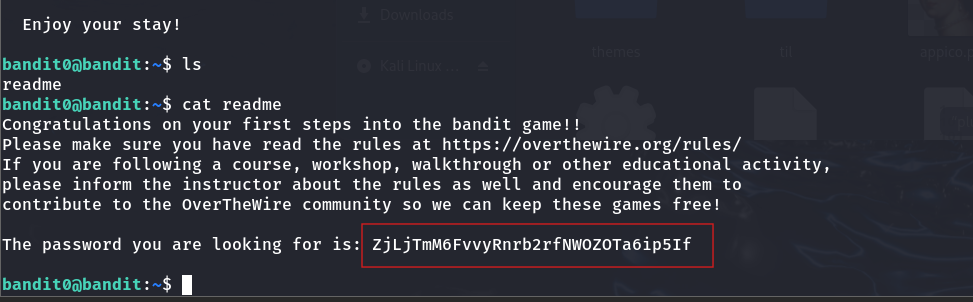 Enjoy your stay!
Downloads
bandit0@bandit:~$ ls
themes
Kali Linux ...
readme
bandit0@bandit:~$ cat readme
Congratulations on your first steps into the bandit game!!
Please make sure you have read the rules at https://overthewire.org/rules/
If you are following a course, workshop, walkthrough or other educational activity,
please inform the instructor about the rules as well and encourage them to
contribute to the OverTheWire community so we can keep these games free!
The password you are looking for is: ZjLjTmM6FvvyRnrb2rfNWOZOTa6ip5If
bandit0@bandit:~$